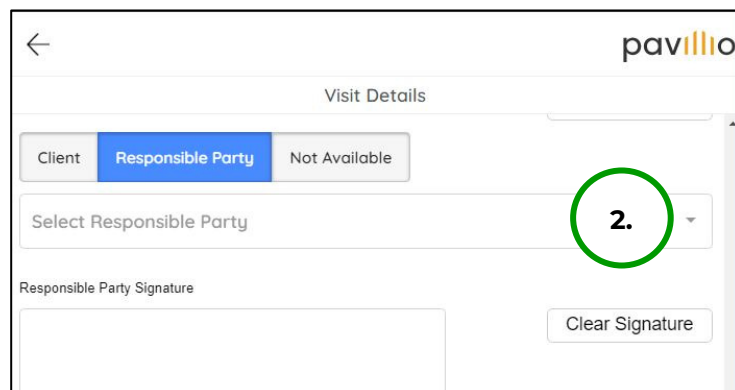 pavillio
Visit Details
Client Responsible Party Not Available
Select Responsible Party 2.
Responsible Party Signature
Clear Signature